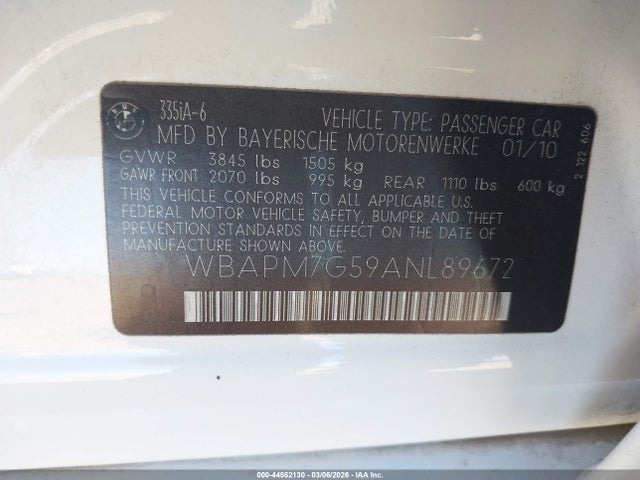 BMW
335iA-6
VEHICLE TYPE: PASSENGER CAR
MFD BY BAYERISCHE MOTORENWERKE 01/10
GVWR 3845 lbs 1505 kg
GAWR FRONT 2070 lbs 995 kg REAR 1110 lbs 600 kg
THIS VEHICLE CONFORMS TO ALL APPLICABLE U.S.
FEDERAL MOTOR VEHICLE SAFETY, BUMPER AND THEFT
PREVENTION STANDARDS IN EFFECT ON THE DATE OF
MANUFACTURE SHOWN ABOVE.
WBAPM7G59ANL89672
2 122 606
000-44562130 - 03/06/2026 - IAA Inc.